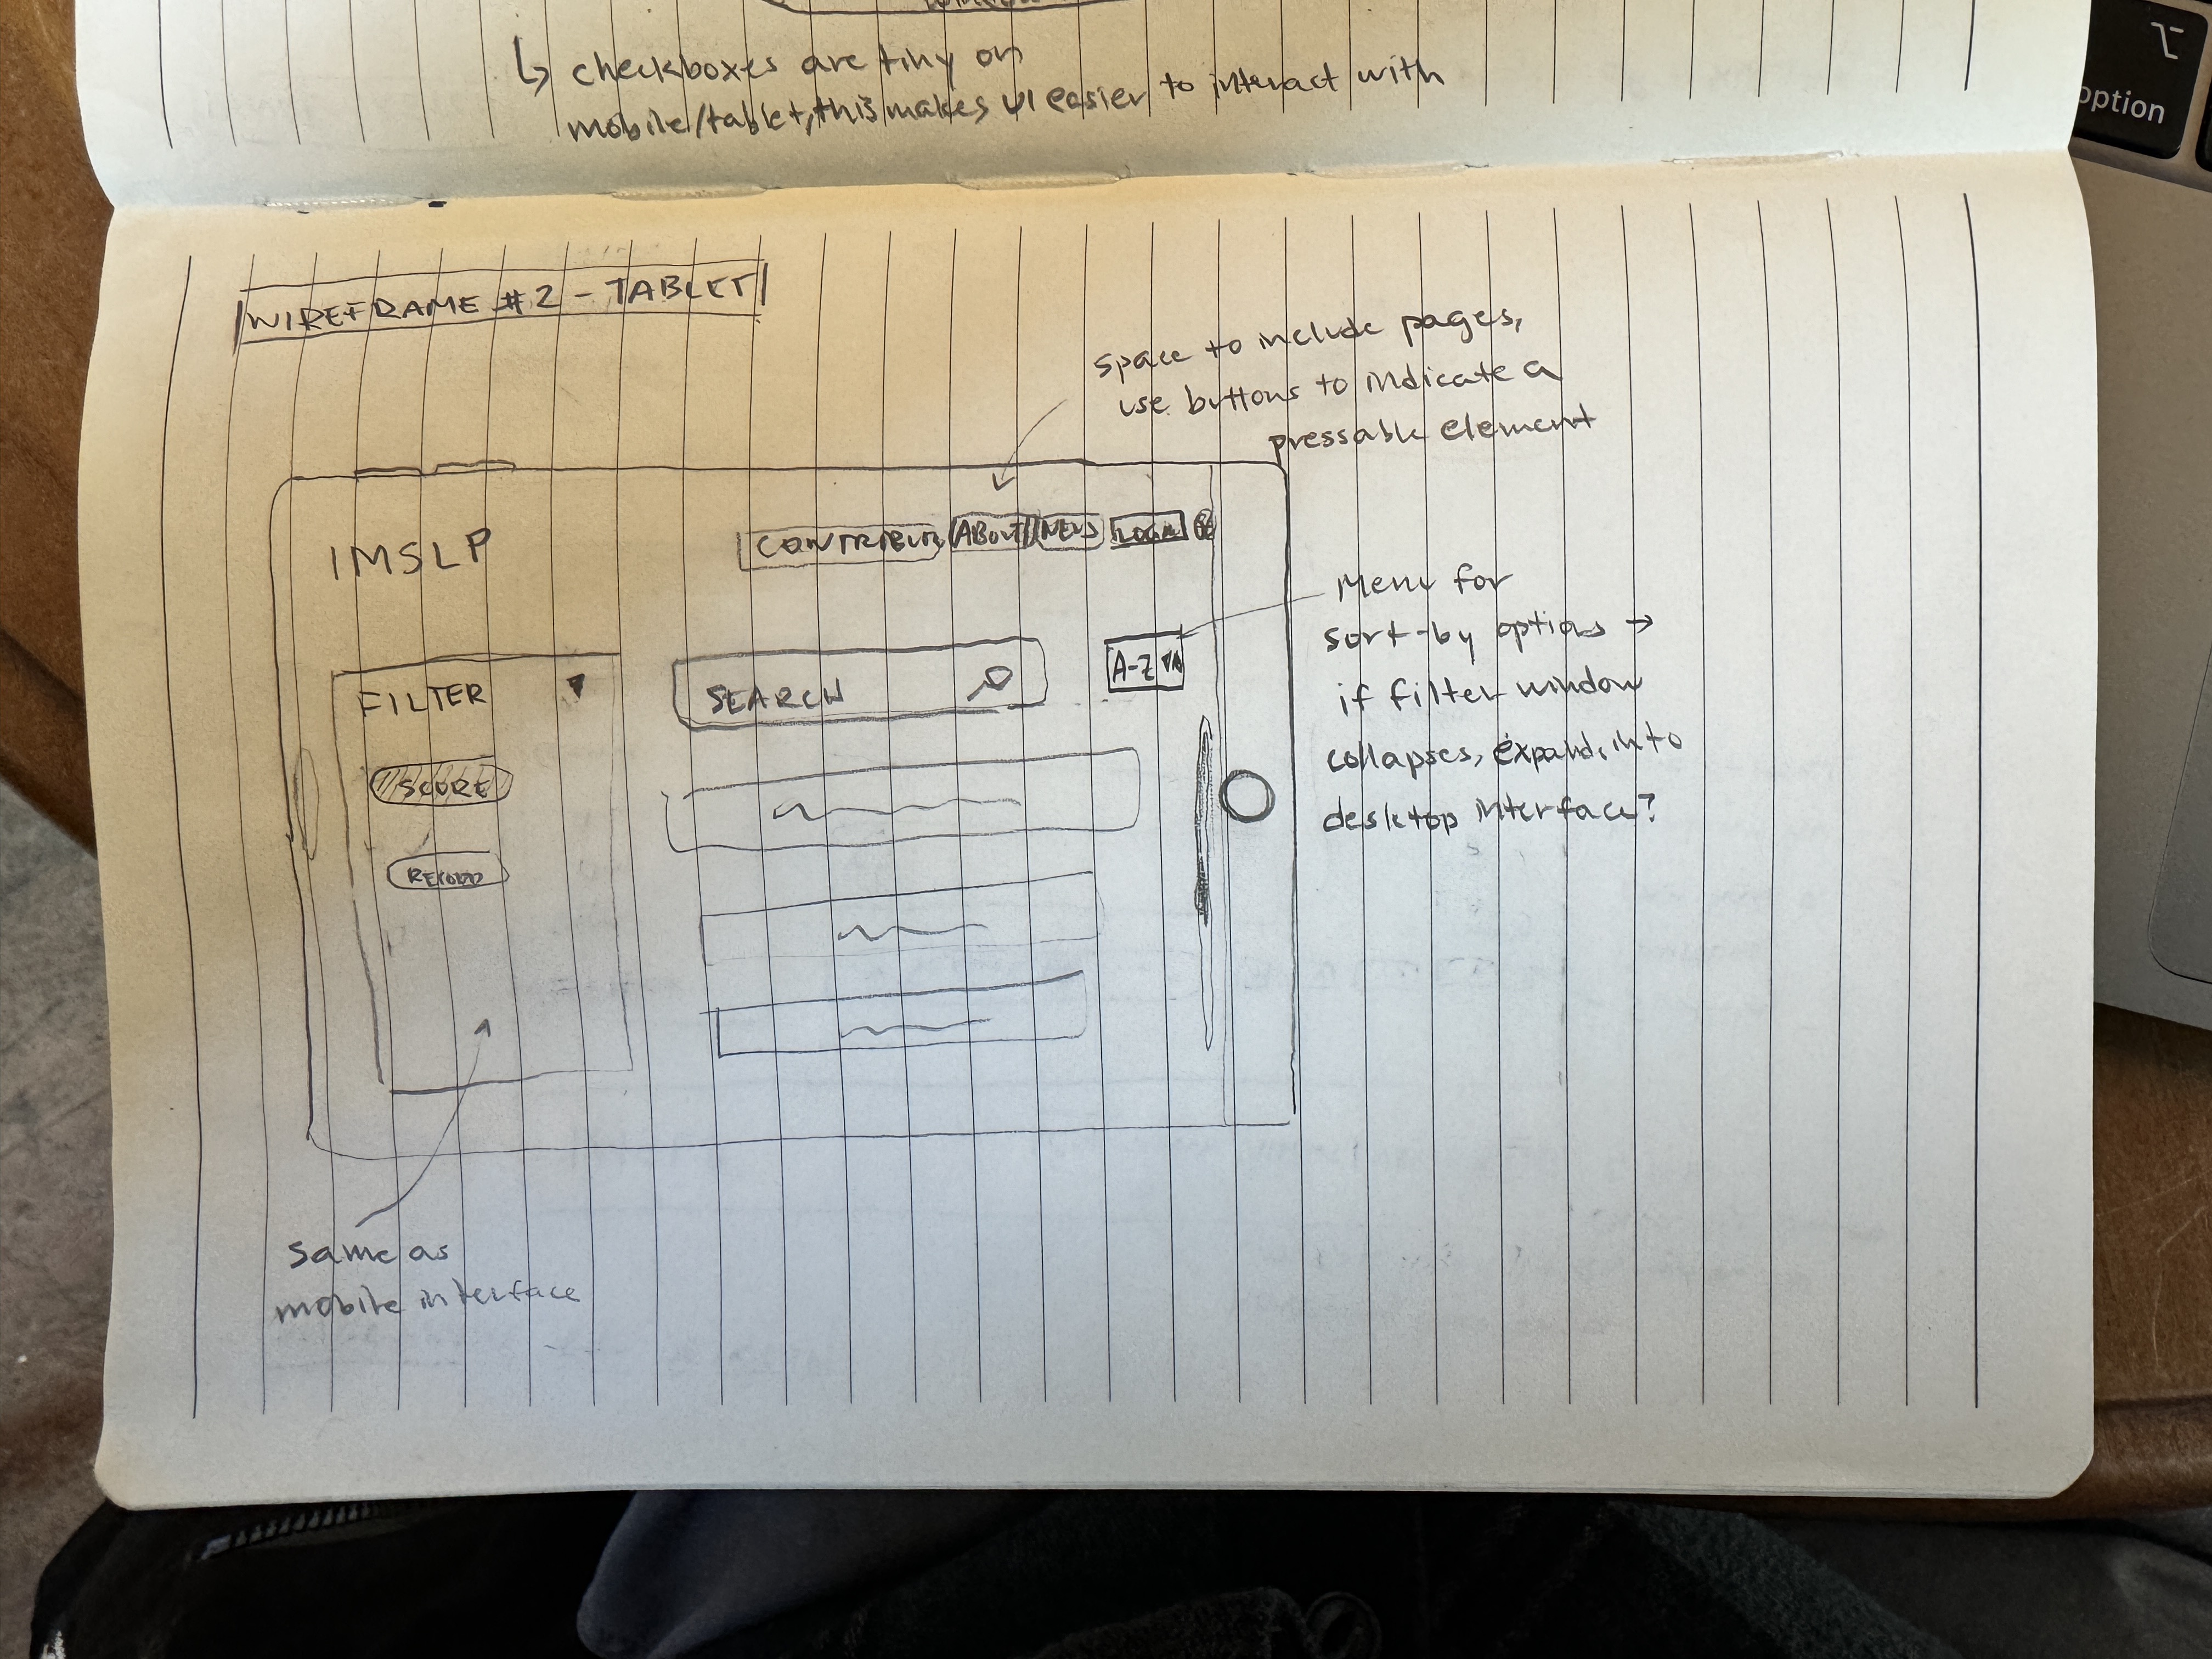 ↳ checkboxes are tiny on
mobile/tablet, this makes UI easier to interact with
WIREFRAME #2 - TABLET
space to include pages,
use buttons to indicate a
pressable element
IMSLP
CONTRIBUTE
ABOUT
NEWS
LOGIN
Menu for
sort-by options →
if filter window
collapses, expand into
desktop interface?
FILTER
SEARCH
A-Z
SCORE
RECORD
same as
mobile interface
option